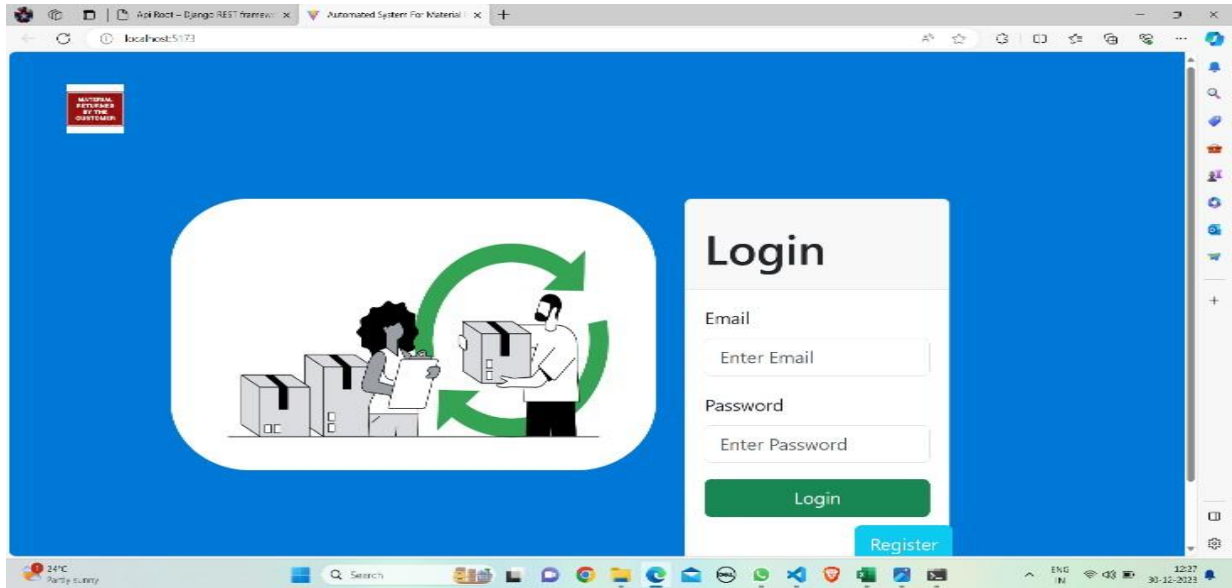 Api Root – Django REST framew
Automated System For Material
localhost:5173
MATERIAL
RETURNED
BY THE
CUSTOMER
Login
Email
Enter Email
Password
Enter Password
Login
Register
24°C
Partly sunny
Search
ENG
IN
12:27
30-12-2023